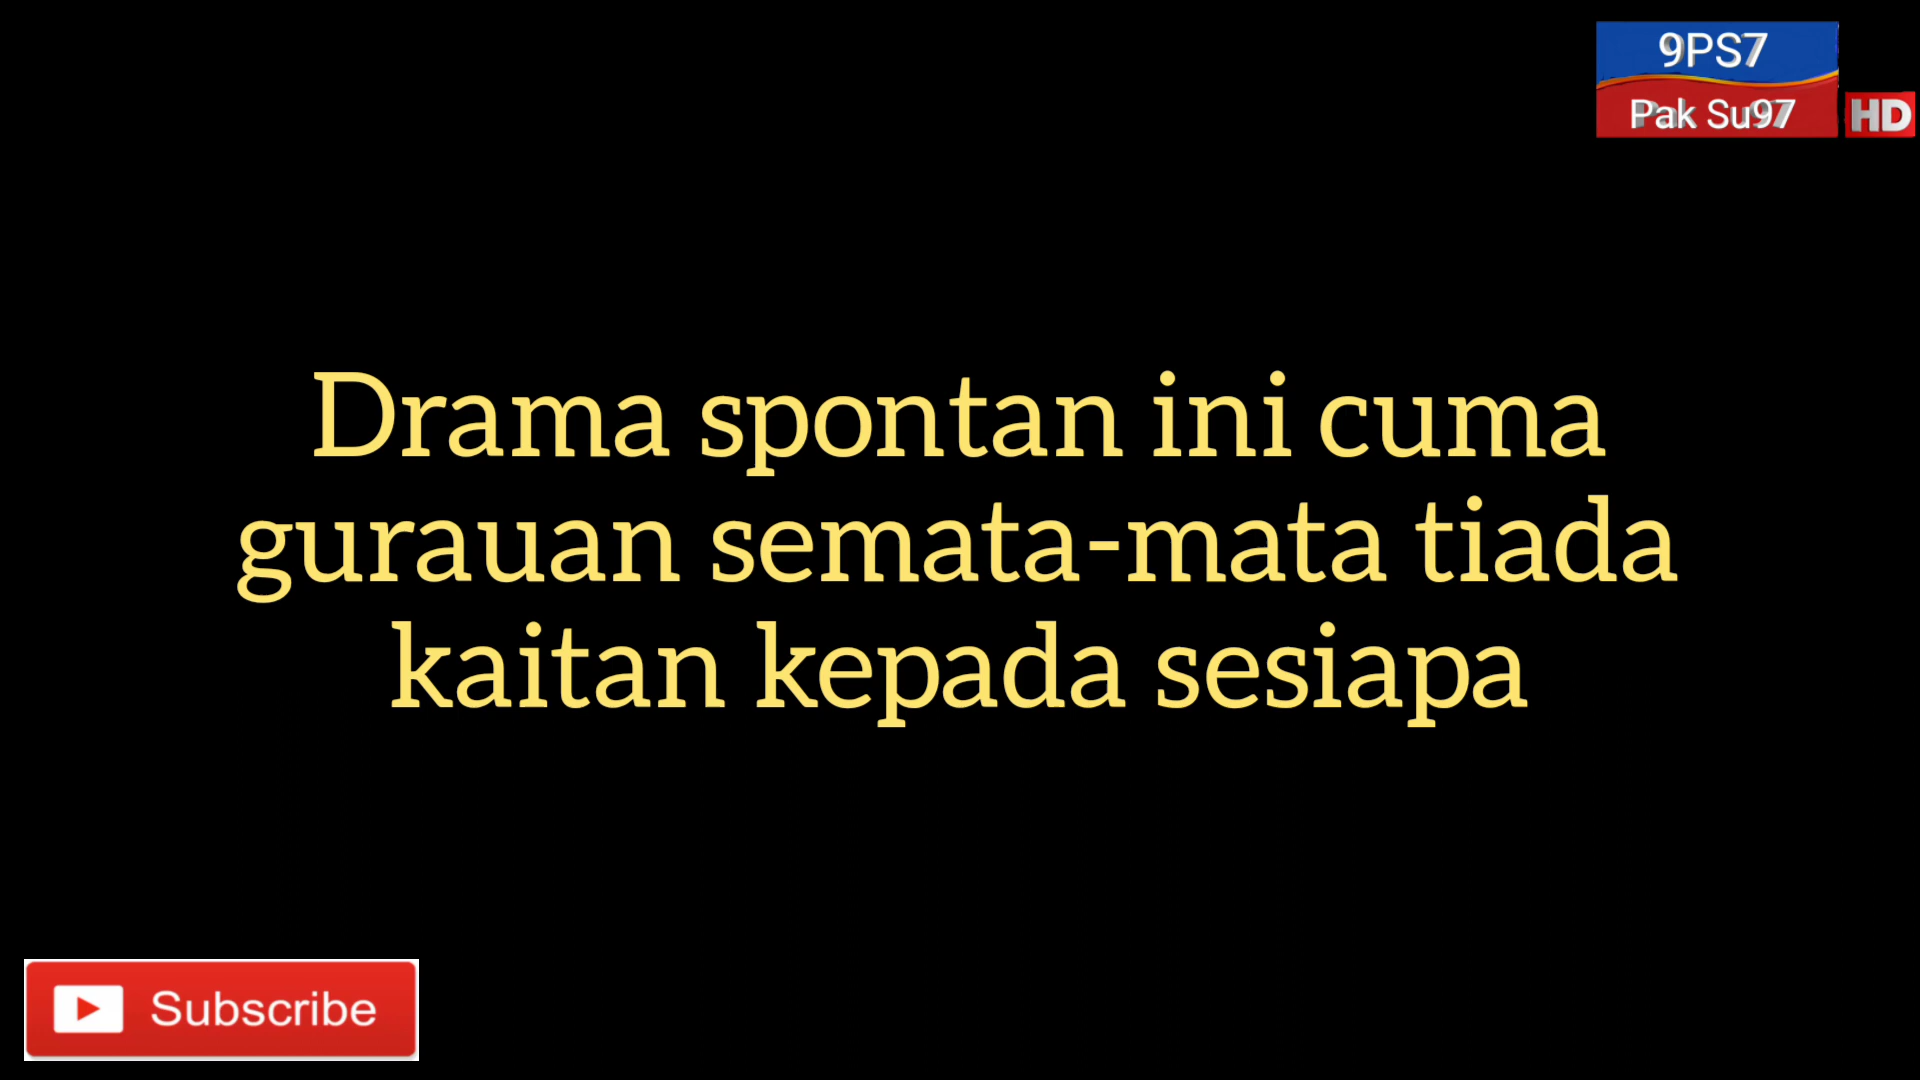 9PS7
Pak Su97
HD
Drama spontan ini cuma
gurauan semata-mata tiada
kaitan kepada sesiapa
Subscribe